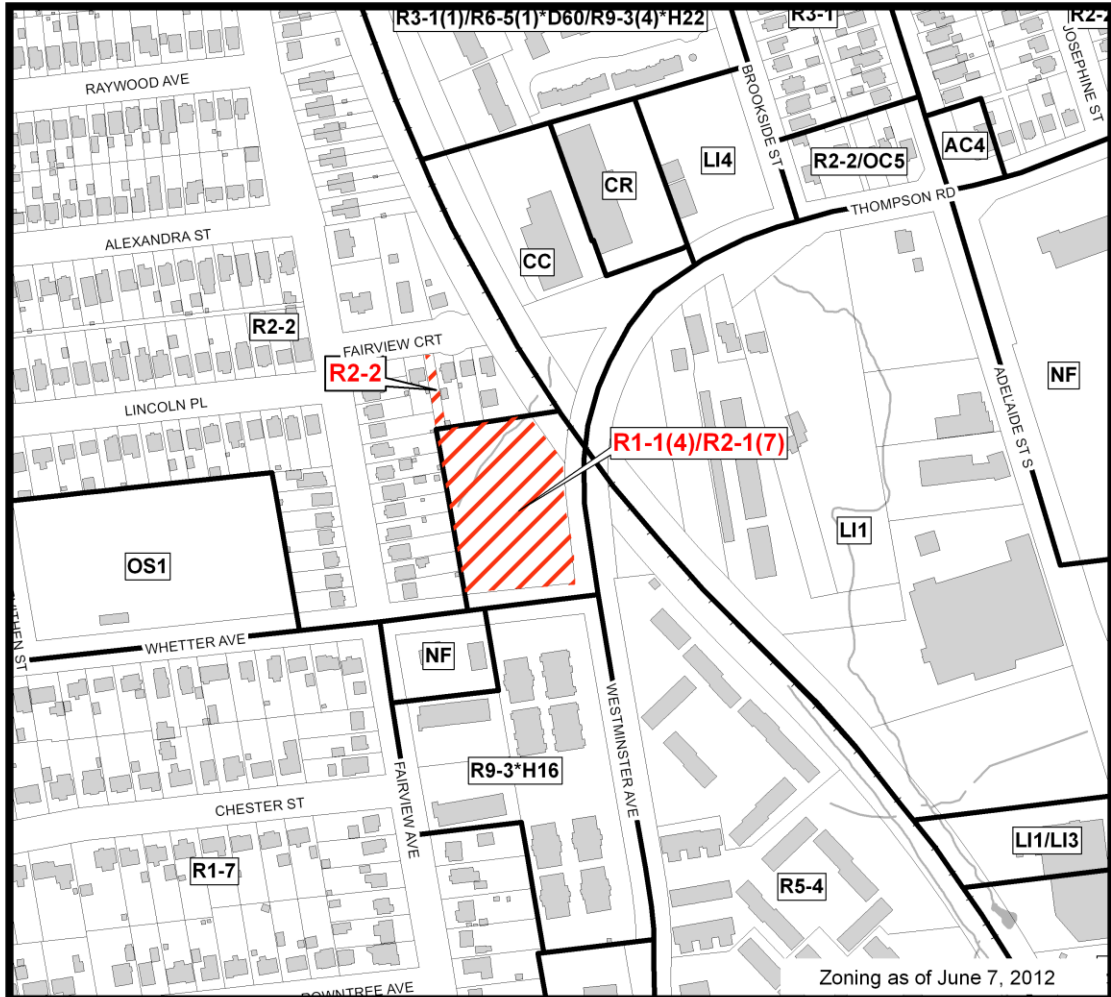 R3-1(1)/R6-5(1)*D60/R9-3(4)*H22
R3-1
JOSEPHINE ST
RAYWOOD AVE
BROOKSIDE ST
AC4
R2-2/OC5
LI4
CR
THOMPSON RD
ALEXANDRA ST
CC
R2-2
FAIRVIEW CRT
R2-2
NF
ADELAIDE ST S
LINCOLN PL
R1-1(4)/R2-1(7)
LI1
OS1
WHETTER AVE
NF
WESTMINSTER AVE
R9-3*H16
FAIRVIEW AVE
CHESTER ST
LI1/LI3
R1-7
R5-4
Zoning as of June 7, 2012